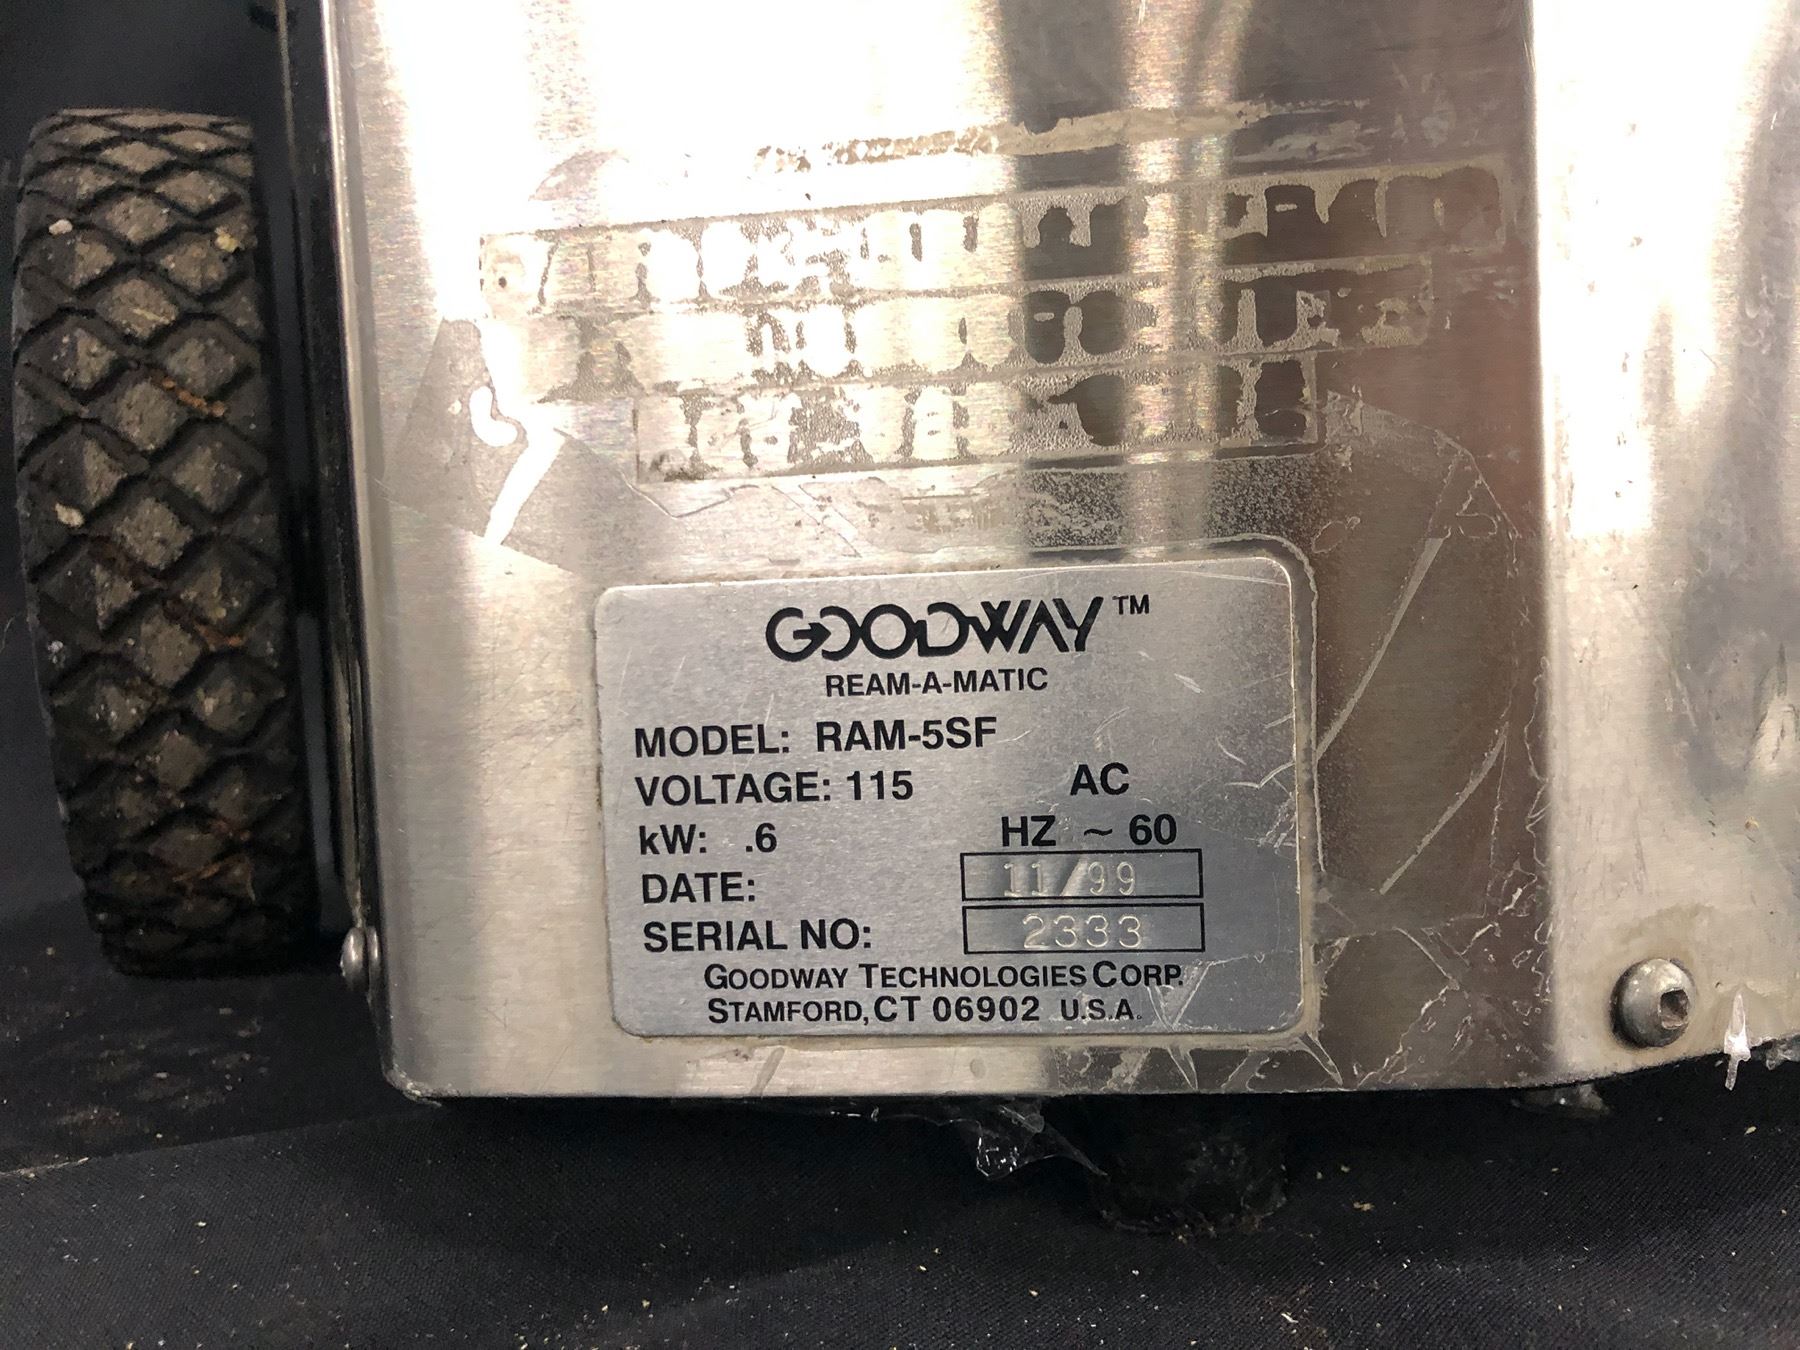 GOODWAY™
REAM-A-MATIC
MODEL: RAM-5SF
VOLTAGE: 115 AC
kW: .6 HZ ~ 60
DATE: 11/99
SERIAL NO: 2333
GOODWAY TECHNOLOGIES CORP.
STAMFORD, CT 06902 U.S.A.